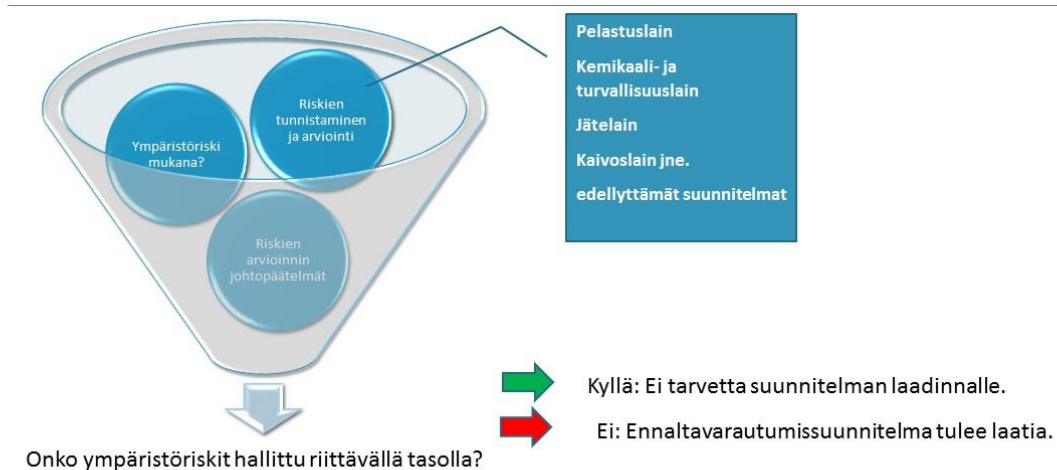 Pelastuslain
Kemikaali- ja
turvallisuuslain
Jätelain
Kaivoslain jne.
edellyttämät suunnitelmat
Riskien
tunnistaminen
ja arviointi
Ympäristöriski
mukana?
Riskien
arvioinnin
johtopäätelmät
Kyllä: Ei tarvetta suunnitelman laadinnalle.
Ei: Ennaltavarautumissuunnitelma tulee laatia.
Onko ympäristöriskit hallittu riittävällä tasolla?